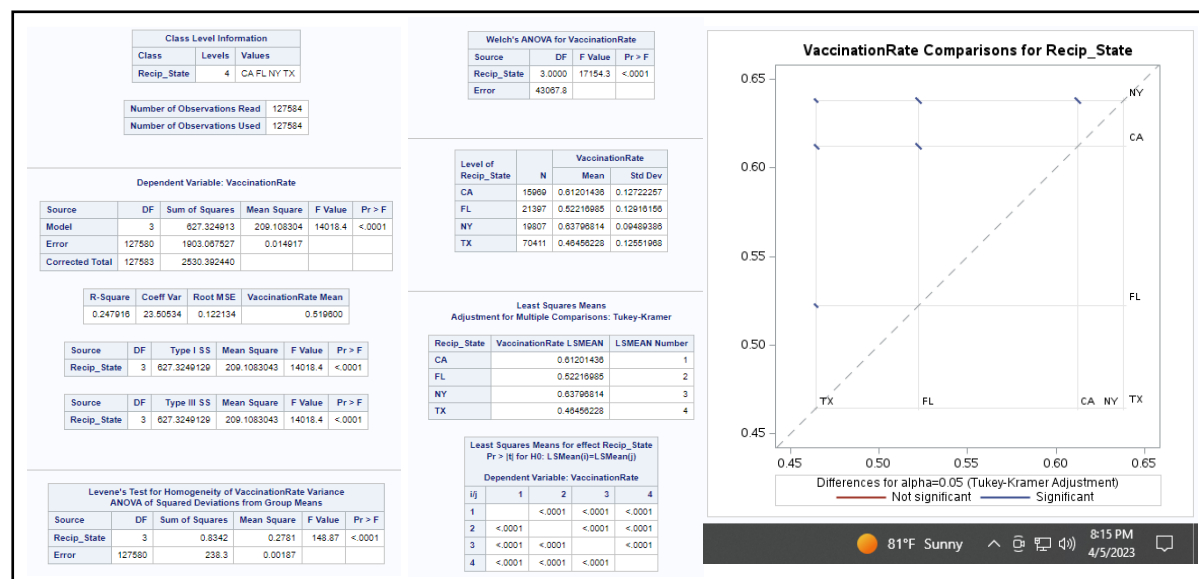 Class Level Information
Class Levels Values
Recip_State 4 CA FL NY TX
Number of Observations Read 127584
Number of Observations Used 127584
Dependent Variable: VaccinationRate
Source DF Sum of Squares Mean Square F Value Pr > F
Model 3 627.324913 209.108304 14018.4 <.0001
Error 127580 1903.067527 0.014917
Corrected Total 127583 2530.392440
R-Square Coeff Var Root MSE VaccinationRate Mean
0.247916 23.50534 0.122134 0.519600
Source DF Type I SS Mean Square F Value Pr > F
Recip_State 3 627.3249129 209.1083043 14018.4 <.0001
Source DF Type III SS Mean Square F Value Pr > F
Recip_State 3 627.3249129 209.1083043 14018.4 <.0001
Levene's Test for Homogeneity of VaccinationRate Variance
ANOVA of Squared Deviations from Group Means
Source DF Sum of Squares Mean Square F Value Pr > F
Recip_State 3 0.8342 0.2781 148.87 <.0001
Error 127580 238.3 0.00187
Welch's ANOVA for VaccinationRate
Source DF F Value Pr > F
Recip_State 3.0000 17154.3 <.0001
Error 43067.8
Level of Recip_State N VaccinationRate
Mean Std Dev
CA 15969 0.61201436 0.12722257
FL 21397 0.52216985 0.12916156
NY 19807 0.63796814 0.09489386
TX 70411 0.46456228 0.12551968
Least Squares Means
Adjustment for Multiple Comparisons: Tukey-Kramer
Recip_State VaccinationRate LSMEAN LSMEAN Number
CA 0.61201436 1
FL 0.52216985 2
NY 0.63796814 3
TX 0.46456228 4
Least Squares Means for effect Recip_State
Pr > |t| for H0: LSMean(i)=LSMean(j)
Dependent Variable: VaccinationRate
i/j 1 2 3 4
1 <.0001 <.0001 <.0001
2 <.0001 <.0001 <.0001
3 <.0001 <.0001 <.0001
4 <.0001 <.0001 <.0001
VaccinationRate Comparisons for Recip_State
0.65
NY
CA
0.60
0.55
FL
0.50
TX FL CA NY TX
0.45
0.45 0.50 0.55 0.60 0.65
Differences for alpha=0.05 (Tukey-Kramer Adjustment)
Not significant Significant
81°F Sunny
8:15 PM
4/5/2023